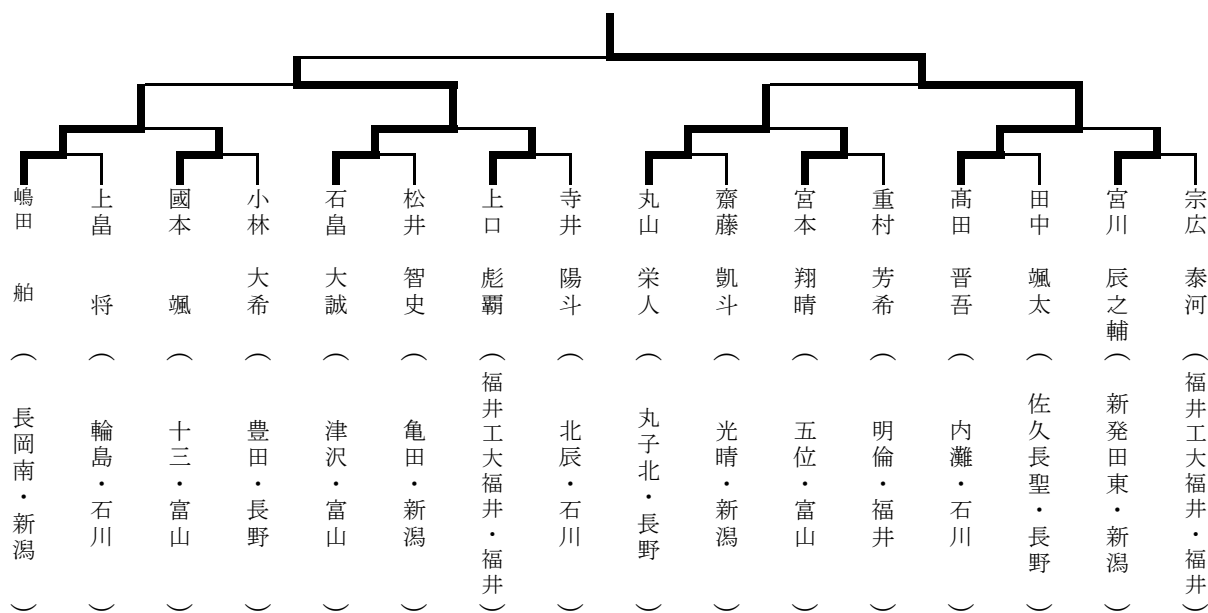 嶋田 舶 （ 長岡南・新潟 ）
上畠 将 （ 輪島・石川 ）
國本 颯 （ 十三・富山 ）
小林 大希 （ 豊田・長野 ）
石畠 大誠 （ 津沢・富山 ）
松井 智史 （ 亀田・新潟 ）
上口 彪覇 （ 福井工大福井・福井 ）
寺井 陽斗 （ 北辰・石川 ）
丸山 栄人 （ 丸子北・長野 ）
齋藤 凱斗 （ 光晴・新潟 ）
宮本 翔晴 （ 五位・富山 ）
重村 芳希 （ 明倫・福井 ）
髙田 晋吾 （ 内灘・石川 ）
田中 颯太 （ 佐久長聖・長野 ）
宮川 辰之輔 （ 新発田東・新潟 ）
宗広 泰河 （ 福井工大福井・福井 ）